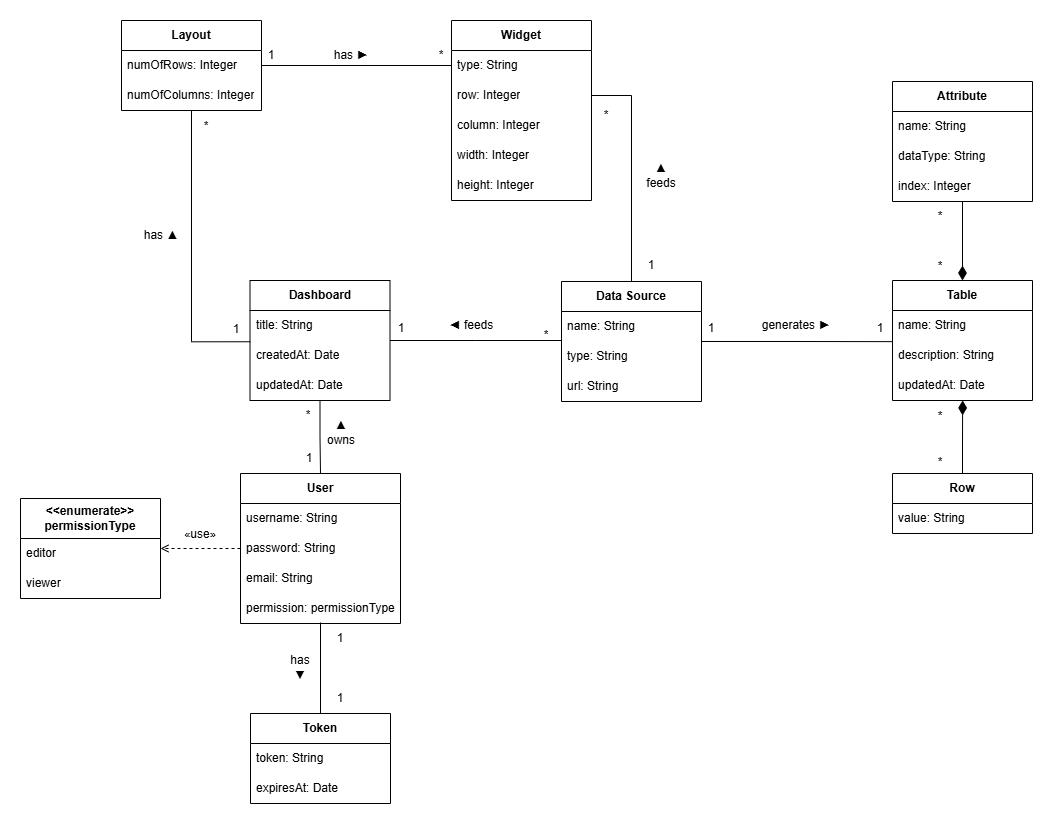 Layout
numOfRows: Integer
numOfColumns: Integer
1
has ►
*
Widget
type: String
row: Integer
column: Integer
width: Integer
height: Integer
*
▲
feeds
1
Attribute
name: String
dataType: String
index: Integer
*
*
*
has ▲
1
Dashboard
title: String
createdAt: Date
updatedAt: Date
1
◄ feeds
*
Data Source
name: String
type: String
url: String
1
generates ►
1
Table
name: String
description: String
updatedAt: Date
*
*
Row
value: String
*
▲
owns
1
User
username: String
password: String
email: String
permission: permissionType
«use»
<<enumerate>>
permissionType
editor
viewer
1
has
▼
1
Token
token: String
expiresAt: Date